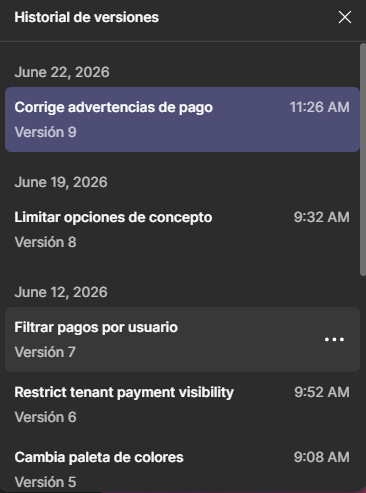 Historial de versiones
June 22, 2026
Corrige advertencias de pago 11:26 AM
Versión 9
June 19, 2026
Limitar opciones de concepto 9:32 AM
Versión 8
June 12, 2026
Filtrar pagos por usuario
Versión 7
Restrict tenant payment visibility 9:52 AM
Versión 6
Cambia paleta de colores 9:08 AM
Versión 5